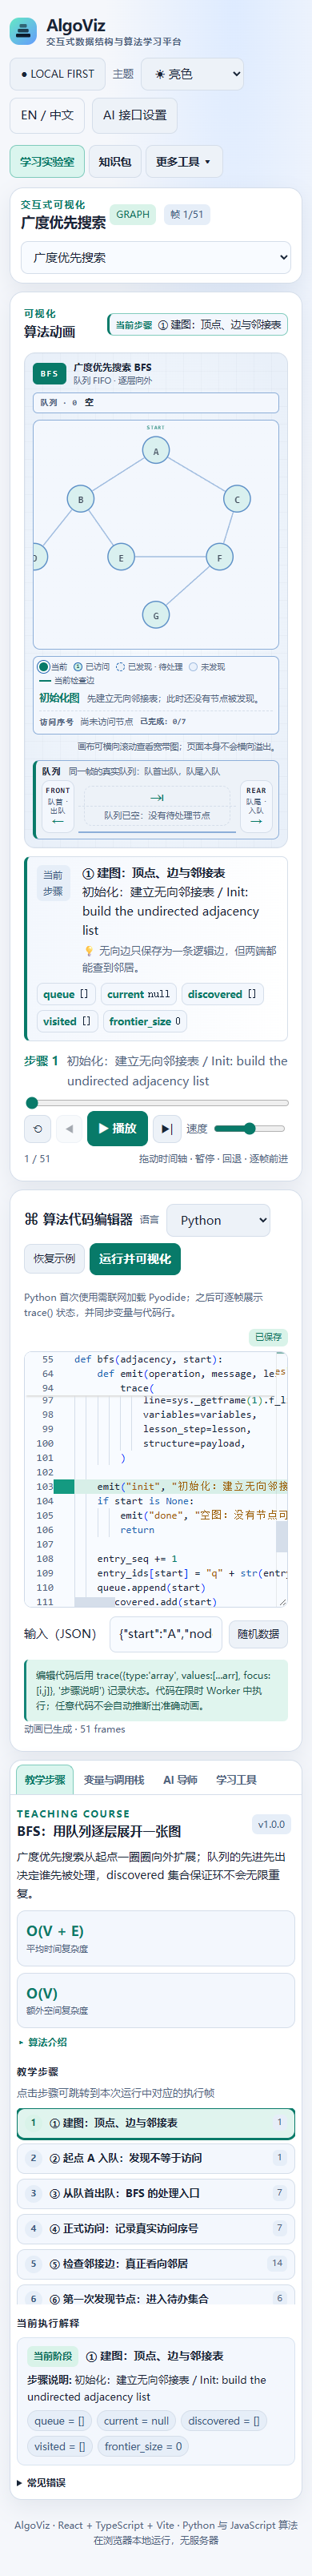 AlgoViz
交互式数据结构与算法学习平台
● LOCAL FIRST
主题
☀ 亮色
EN / 中文
AI 接口设置
学习实验室
知识包
更多工具 ▾
交互式可视化
广度优先搜索
GRAPH
帧 1/51
广度优先搜索
可视化
算法动画
当前步骤 ① 建图：顶点、边与邻接表
BFS
广度优先搜索 BFS
队列 FIFO · 逐层向外
队列 · 0 空
START
A
B
C
D
E
F
G
当前
已访问
已发现 · 待处理
未发现
当前检查边
初始化图 先建立无向邻接表；此时还没有节点被发现。
访问序号 尚未访问节点 已完成: 0/7
画布可横向滚动查看宽带图；页面本身不会横向溢出。
队列 同一帧的真实队列：队首出队，队尾入队
FRONT
队首 ·
出队
←
⇥
队列已空：没有待处理节点
REAR
队尾 ·
入队
→
当前
步骤
① 建图：顶点、边与邻接表
初始化：建立无向邻接表 / Init:
build the undirected adjacency
list
💡 无向边只保存为一条逻辑边，但两端都
能查到邻居。
queue []
current null
discovered []
visited []
frontier_size 0
步骤 1 初始化：建立无向邻接表 / Init: build the
undirected adjacency list
▶ 播放
速度
1 / 51
拖动时间轴 · 暂停 · 回退 · 逐帧前进
⌘ 算法代码编辑器
语言
Python
恢复示例
运行并可视化
Python 首次使用需联网加载 Pyodide；之后可逐帧展示
trace() 状态，并同步变量与代码行。
已保存
55 def bfs(adjacency, start):
64 def emit(operation, message, les
94 trace(
97 line=sys._getframe(1).f_l
98 variables=variables,
99 lesson_step=lesson,
100 structure=payload,
101 )
102
103 emit("init", "初始化：建立无向邻接
104 if start is None:
105 emit("done", "空图：没有节点可
106 return
107
108 entry_seq += 1
109 entry_ids[start] = "q" + str(entry
110 queue.append(start)
111 covered.add(start)
输入（JSON）
{"start":"A","nod
随机数据
编辑代码后用 trace({type:'array', values:[...arr], focus:
[i,j]}, '步骤说明') 记录状态。代码在限时 Worker 中执
行；任意代码不会自动推断出准确动画。
动画已生成 · 51 frames
教学步骤
变量与调用栈
AI 导师
学习工具
TEACHING COURSE
BFS：用队列逐层展开一张图
v1.0.0
广度优先搜索从起点一圈圈向外扩展；队列的先进先出
决定谁先被处理，discovered 集合保证环不会无限重
复。
O(V + E)
平均时间复杂度
O(V)
额外空间复杂度
▸ 算法介绍
教学步骤
点击步骤可跳转到本次运行中对应的执行帧
1 ① 建图：顶点、边与邻接表 1
2 ② 起点 A 入队：发现不等于访问 1
3 ③ 从队首出队：BFS 的处理入口 7
4 ④ 正式访问：记录真实访问序号 7
5 ⑤ 检查邻接边：真正看向邻居 14
6 ⑥ 第一次发现节点：进入待办集合 6
当前执行解释
当前阶段 ① 建图：顶点、边与邻接表
步骤说明: 初始化：建立无向邻接表 / Init: build the
undirected adjacency list
queue = []
current = null
discovered = []
visited = []
frontier_size = 0
▸ 常见错误
AlgoViz · React + TypeScript + Vite · Python 与 JavaScript 算法
在浏览器本地运行，无服务器